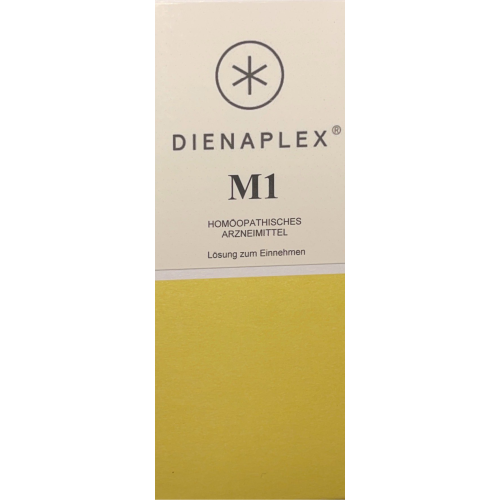 DIENAPLEX®
M1
HOMÖOPATHISCHES
ARZNEIMITTEL
Lösung zum Einnehmen